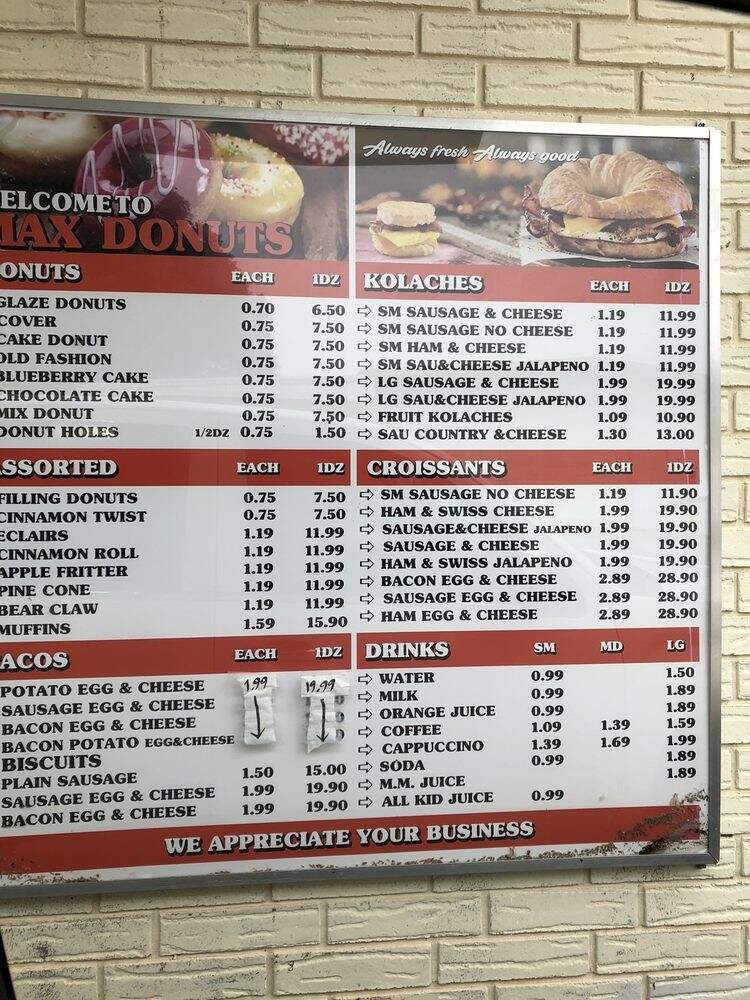 ELCOME TO
MAX DONUTS
ONUTS EACH 1DZ
GLAZE DONUTS 0.70 6.50
COVER 0.75 7.50
CAKE DONUT 0.75 7.50
OLD FASHION 0.75 7.50
BLUEBERRY CAKE 0.75 7.50
CHOCOLATE CAKE 0.75 7.50
MIX DONUT 0.75 7.50
DONUT HOLES 1/2DZ 0.75 1.50
ASSORTED EACH 1DZ
FILLING DONUTS 0.75 7.50
CINNAMON TWIST 0.75 7.50
ECLAIRS 1.19 11.99
CINNAMON ROLL 1.19 11.99
APPLE FRITTER 1.19 11.99
PINE CONE 1.19 11.99
BEAR CLAW 1.19 11.99
MUFFINS 1.59 15.90
ACOS EACH 1DZ
POTATO EGG & CHEESE 1.99 19.99
SAUSAGE EGG & CHEESE
BACON EGG & CHEESE
BACON POTATO EGG&CHEESE
BISCUITS
PLAIN SAUSAGE 1.50 15.00
SAUSAGE EGG & CHEESE 1.99 19.90
BACON EGG & CHEESE 1.99 19.90
Always fresh Always good
KOLACHES EACH 1DZ
⇨ SM SAUSAGE & CHEESE 1.19 11.99
⇨ SM SAUSAGE NO CHEESE 1.19 11.99
⇨ SM HAM & CHEESE 1.19 11.99
⇨ SM SAU&CHEESE JALAPENO 1.19 11.99
⇨ LG SAUSAGE & CHEESE 1.99 19.99
⇨ LG SAU&CHEESE JALAPENO 1.99 19.99
⇨ FRUIT KOLACHES 1.09 10.90
⇨ SAU COUNTRY &CHEESE 1.30 13.00
CROISSANTS EACH 1DZ
⇨ SM SAUSAGE NO CHEESE 1.19 11.90
⇨ HAM & SWISS CHEESE 1.99 19.90
⇨ SAUSAGE&CHEESE JALAPENO 1.99 19.90
⇨ SAUSAGE & CHEESE 1.99 19.90
⇨ HAM & SWISS JALAPENO 1.99 19.90
⇨ BACON EGG & CHEESE 2.89 28.90
⇨ SAUSAGE EGG & CHEESE 2.89 28.90
⇨ HAM EGG & CHEESE 2.89 28.90
DRINKS SM MD LG
⇨ WATER 0.99 1.50
⇨ MILK 0.99 1.89
⇨ ORANGE JUICE 0.99 1.89
⇨ COFFEE 1.09 1.39 1.59
⇨ CAPPUCCINO 1.39 1.69 1.99
⇨ SODA 0.99 1.89
⇨ M.M. JUICE 1.89
⇨ ALL KID JUICE 0.99
WE APPRECIATE YOUR BUSINESS